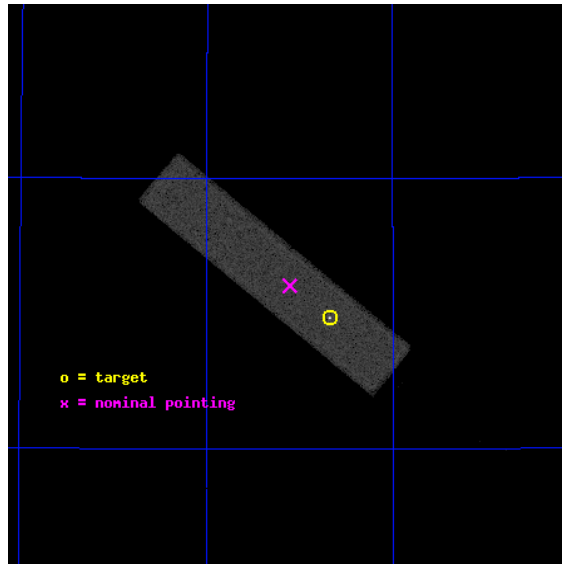 o = target
x = nominal pointing